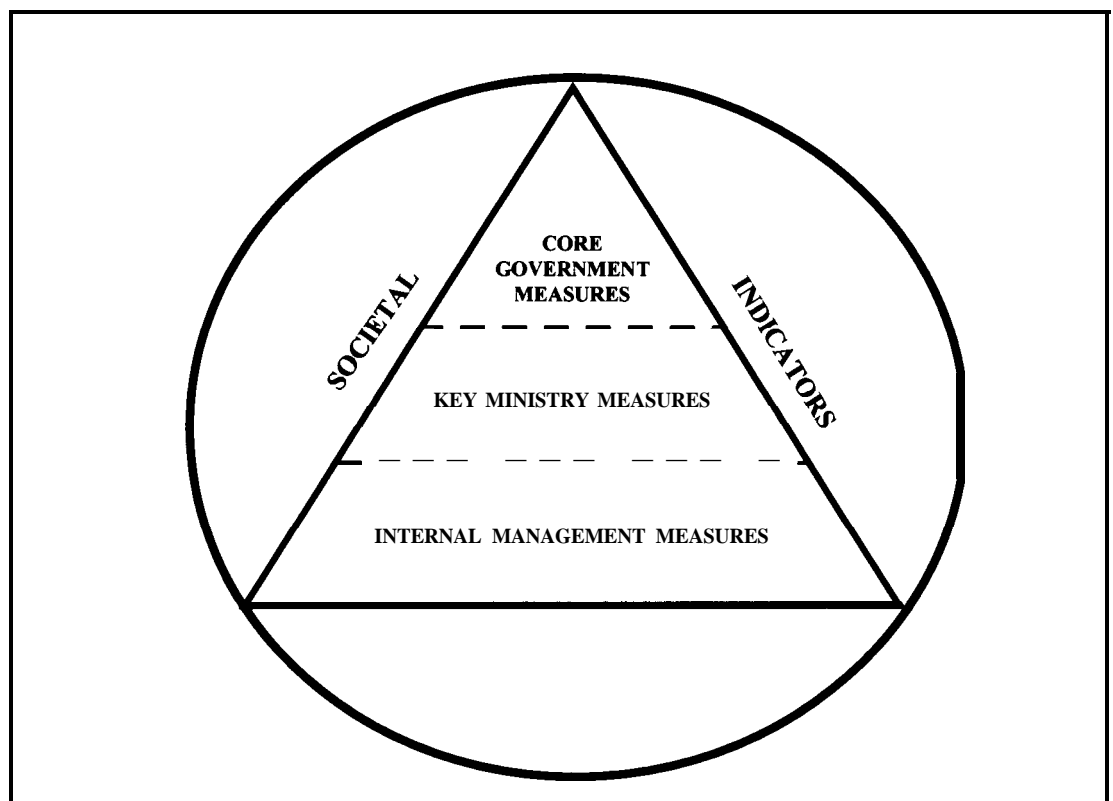 CORE
GOVERNMENT
MEASURES
SOCIETAL
INDICATORS
KEY MINISTRY MEASURES
INTERNAL MANAGEMENT MEASURES